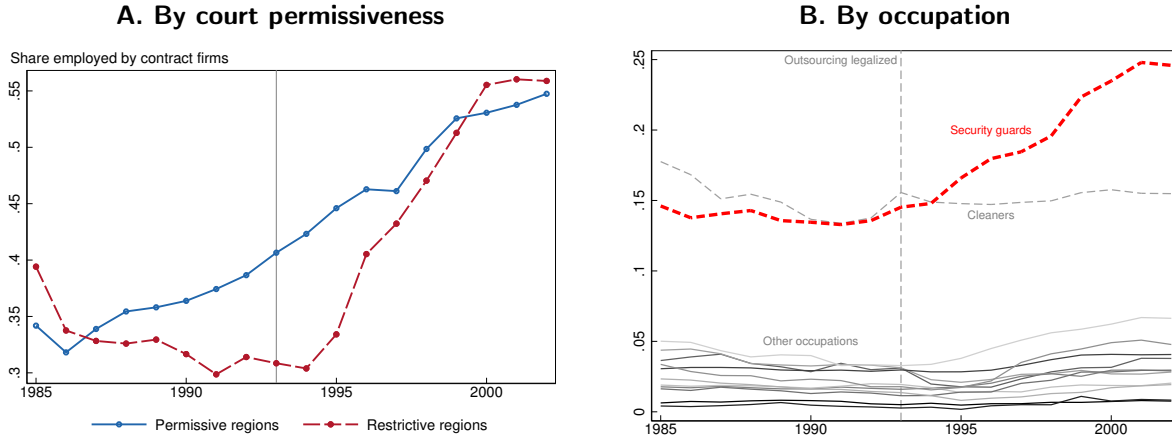 A. By court permissiveness
Share employed by contract firms
.55
.5
.45
.4
.35
.3
1985
1990
1995
2000
Permissive regions
Restrictive regions
B. By occupation
.25
.2
.15
.1
.05
0
Outsourcing legalized
Security guards
Cleaners
Other occupations
1985
1990
1995
2000